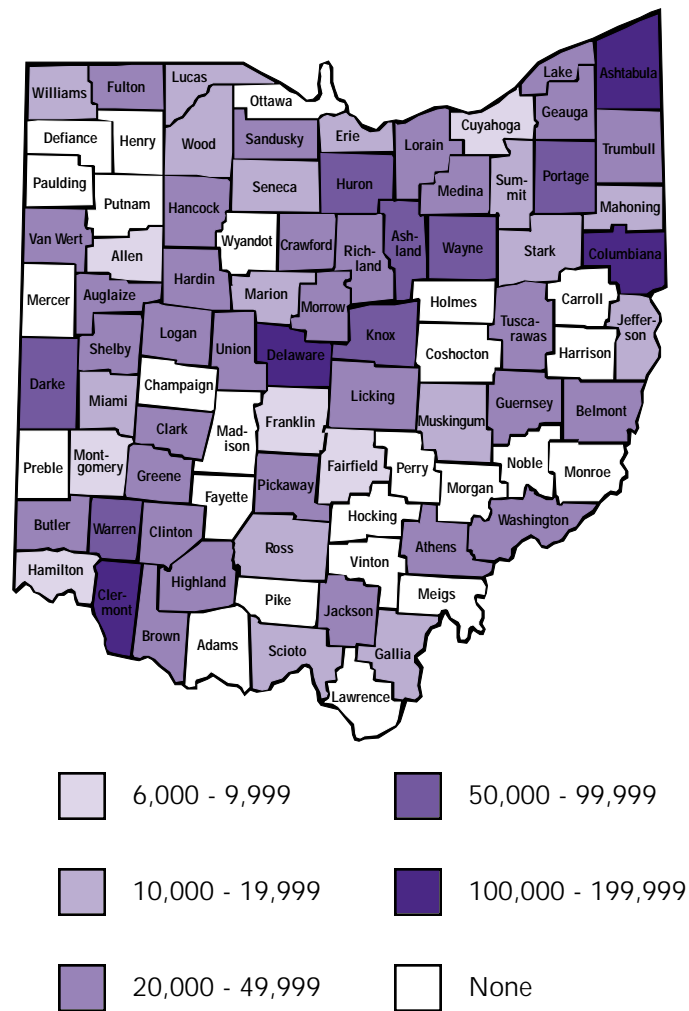 Lake
Ashtabula
Lucas
Williams
Fulton
Ottawa
Geauga
Cuyahoga
Defiance
Henry
Wood
Sandusky
Erie
Lorain
Trumbull
Paulding
Seneca
Huron
Medina
Sum-
mit
Portage
Putnam
Hancock
Mahoning
Van Wert
Allen
Wyandot
Crawford
Rich-
land
Ash-
land
Wayne
Stark
Columbiana
Mercer
Auglaize
Hardin
Marion
Morrow
Holmes
Carroll
Tusca-
rawas
Jeffer-
son
Shelby
Logan
Union
Delaware
Knox
Coshocton
Harrison
Darke
Champaign
Miami
Licking
Muskingum
Guernsey
Belmont
Clark
Mad-
ison
Franklin
Preble
Mont-
gomery
Greene
Fairfield
Perry
Noble
Monroe
Fayette
Pickaway
Morgan
Hocking
Washington
Butler
Warren
Clinton
Ross
Athens
Vinton
Hamilton
Highland
Cler-
mont
Pike
Jackson
Meigs
Brown
Adams
Scioto
Gallia
Lawrence
6,000 - 9,999
50,000 - 99,999
10,000 - 19,999
100,000 - 199,999
20,000 - 49,999
None